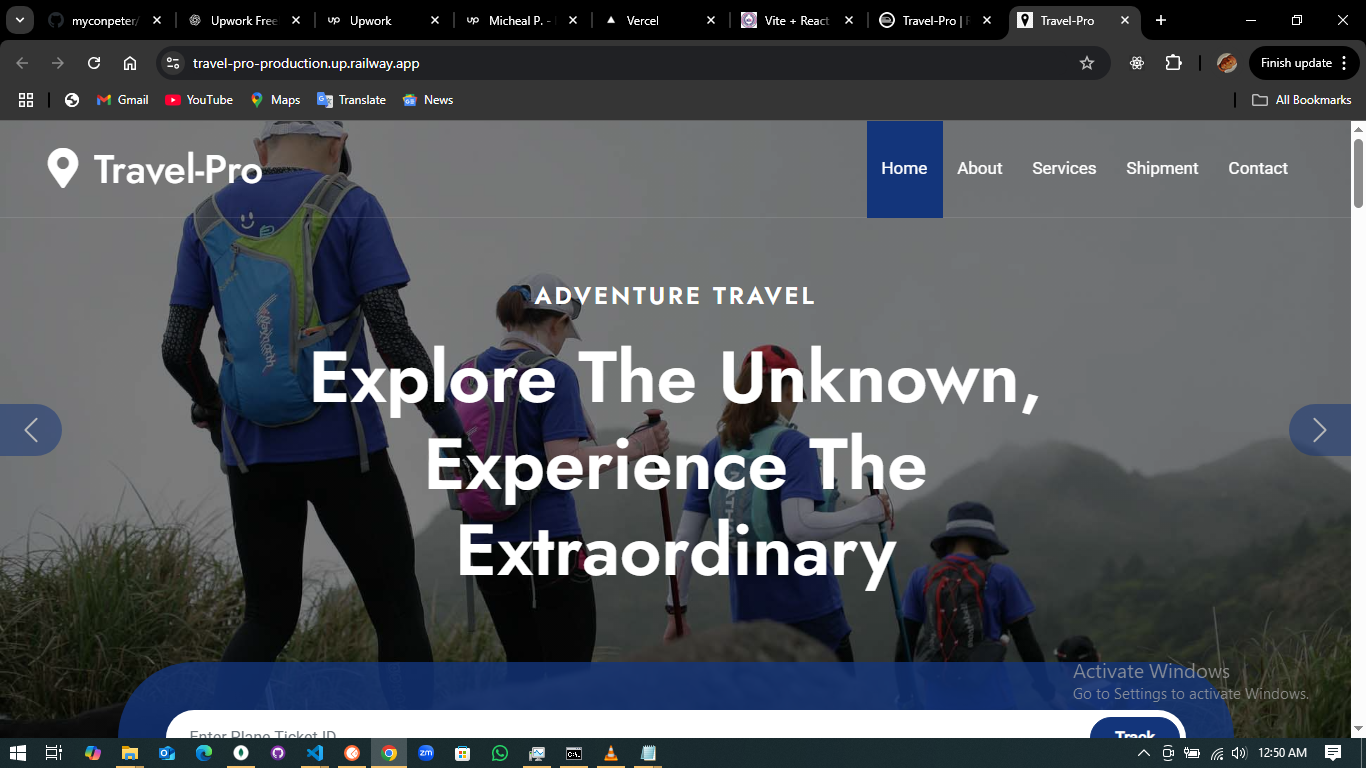 myconpeter/
Upwork Free
Upwork
Micheal P. -
Vercel
Vite + React
Travel-Pro |
Travel-Pro
travel-pro-production.up.railway.app
Finish update
Gmail
YouTube
Maps
Translate
News
All Bookmarks
Travel-Pro
Home
About
Services
Shipment
Contact
ADVENTURE TRAVEL
Explore The Unknown,
Experience The
Extraordinary
Activate Windows
Go to Settings to activate Windows.
Enter Plane Ticket ID
Track
zm
12:50 AM